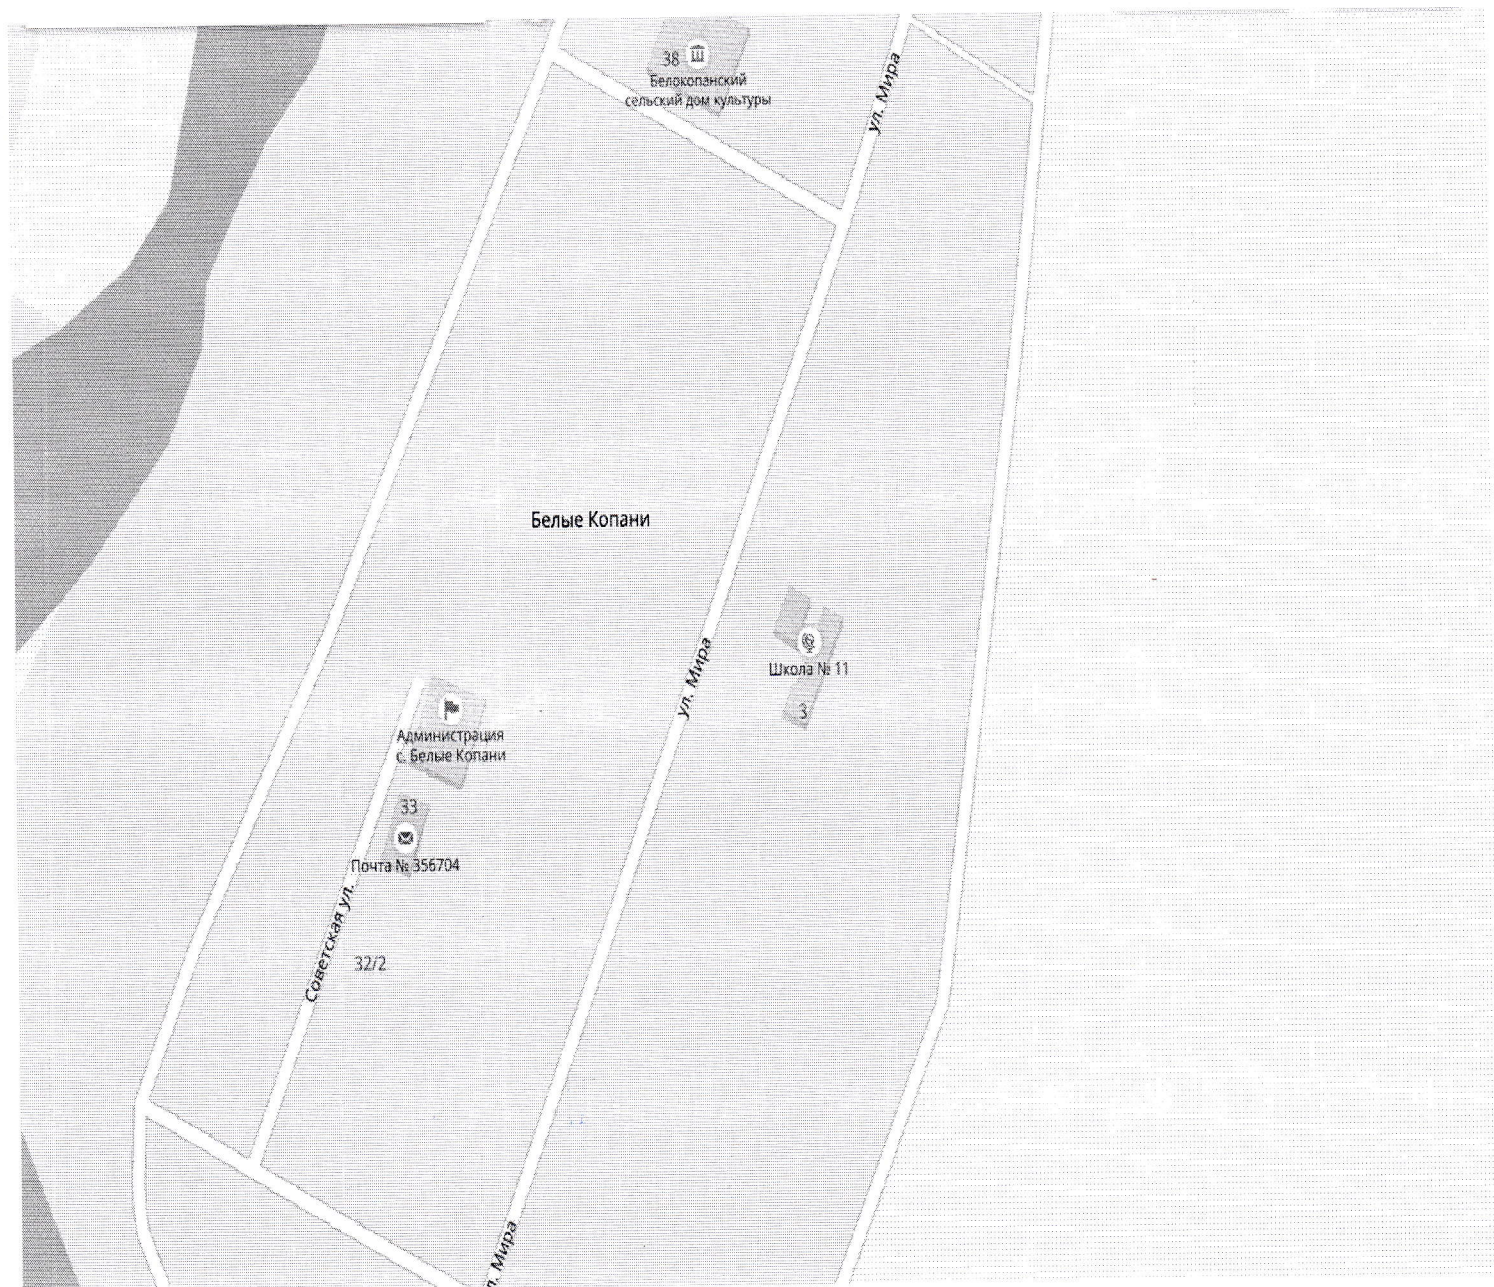 38
Белокопанский
сельский дом культуры
ул. Мира
Белые Копани
ул. Мира
Школа № 11
3
Администрация
с. Белые Копани
33
Почта № 356704
Советская ул.
32/2
л. Мира